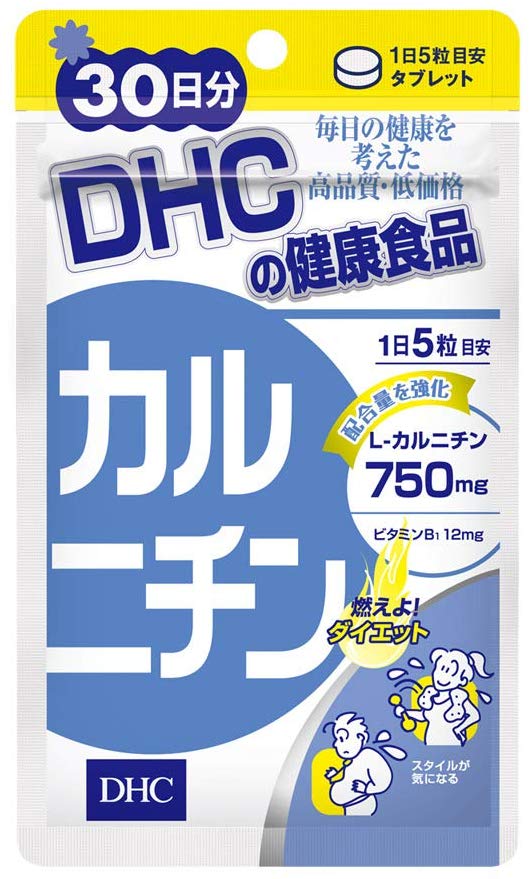 30日分
1日5粒目安
タブレット
毎日の健康を
考えた
高品質・低価格
DHC
の健康食品
1日5粒目安
配合量を強化
L-カルニチン
750mg
ビタミンB1 12mg
カル
ニチン
燃えよ!
ダイエット
スタイルが
気になる
DHC